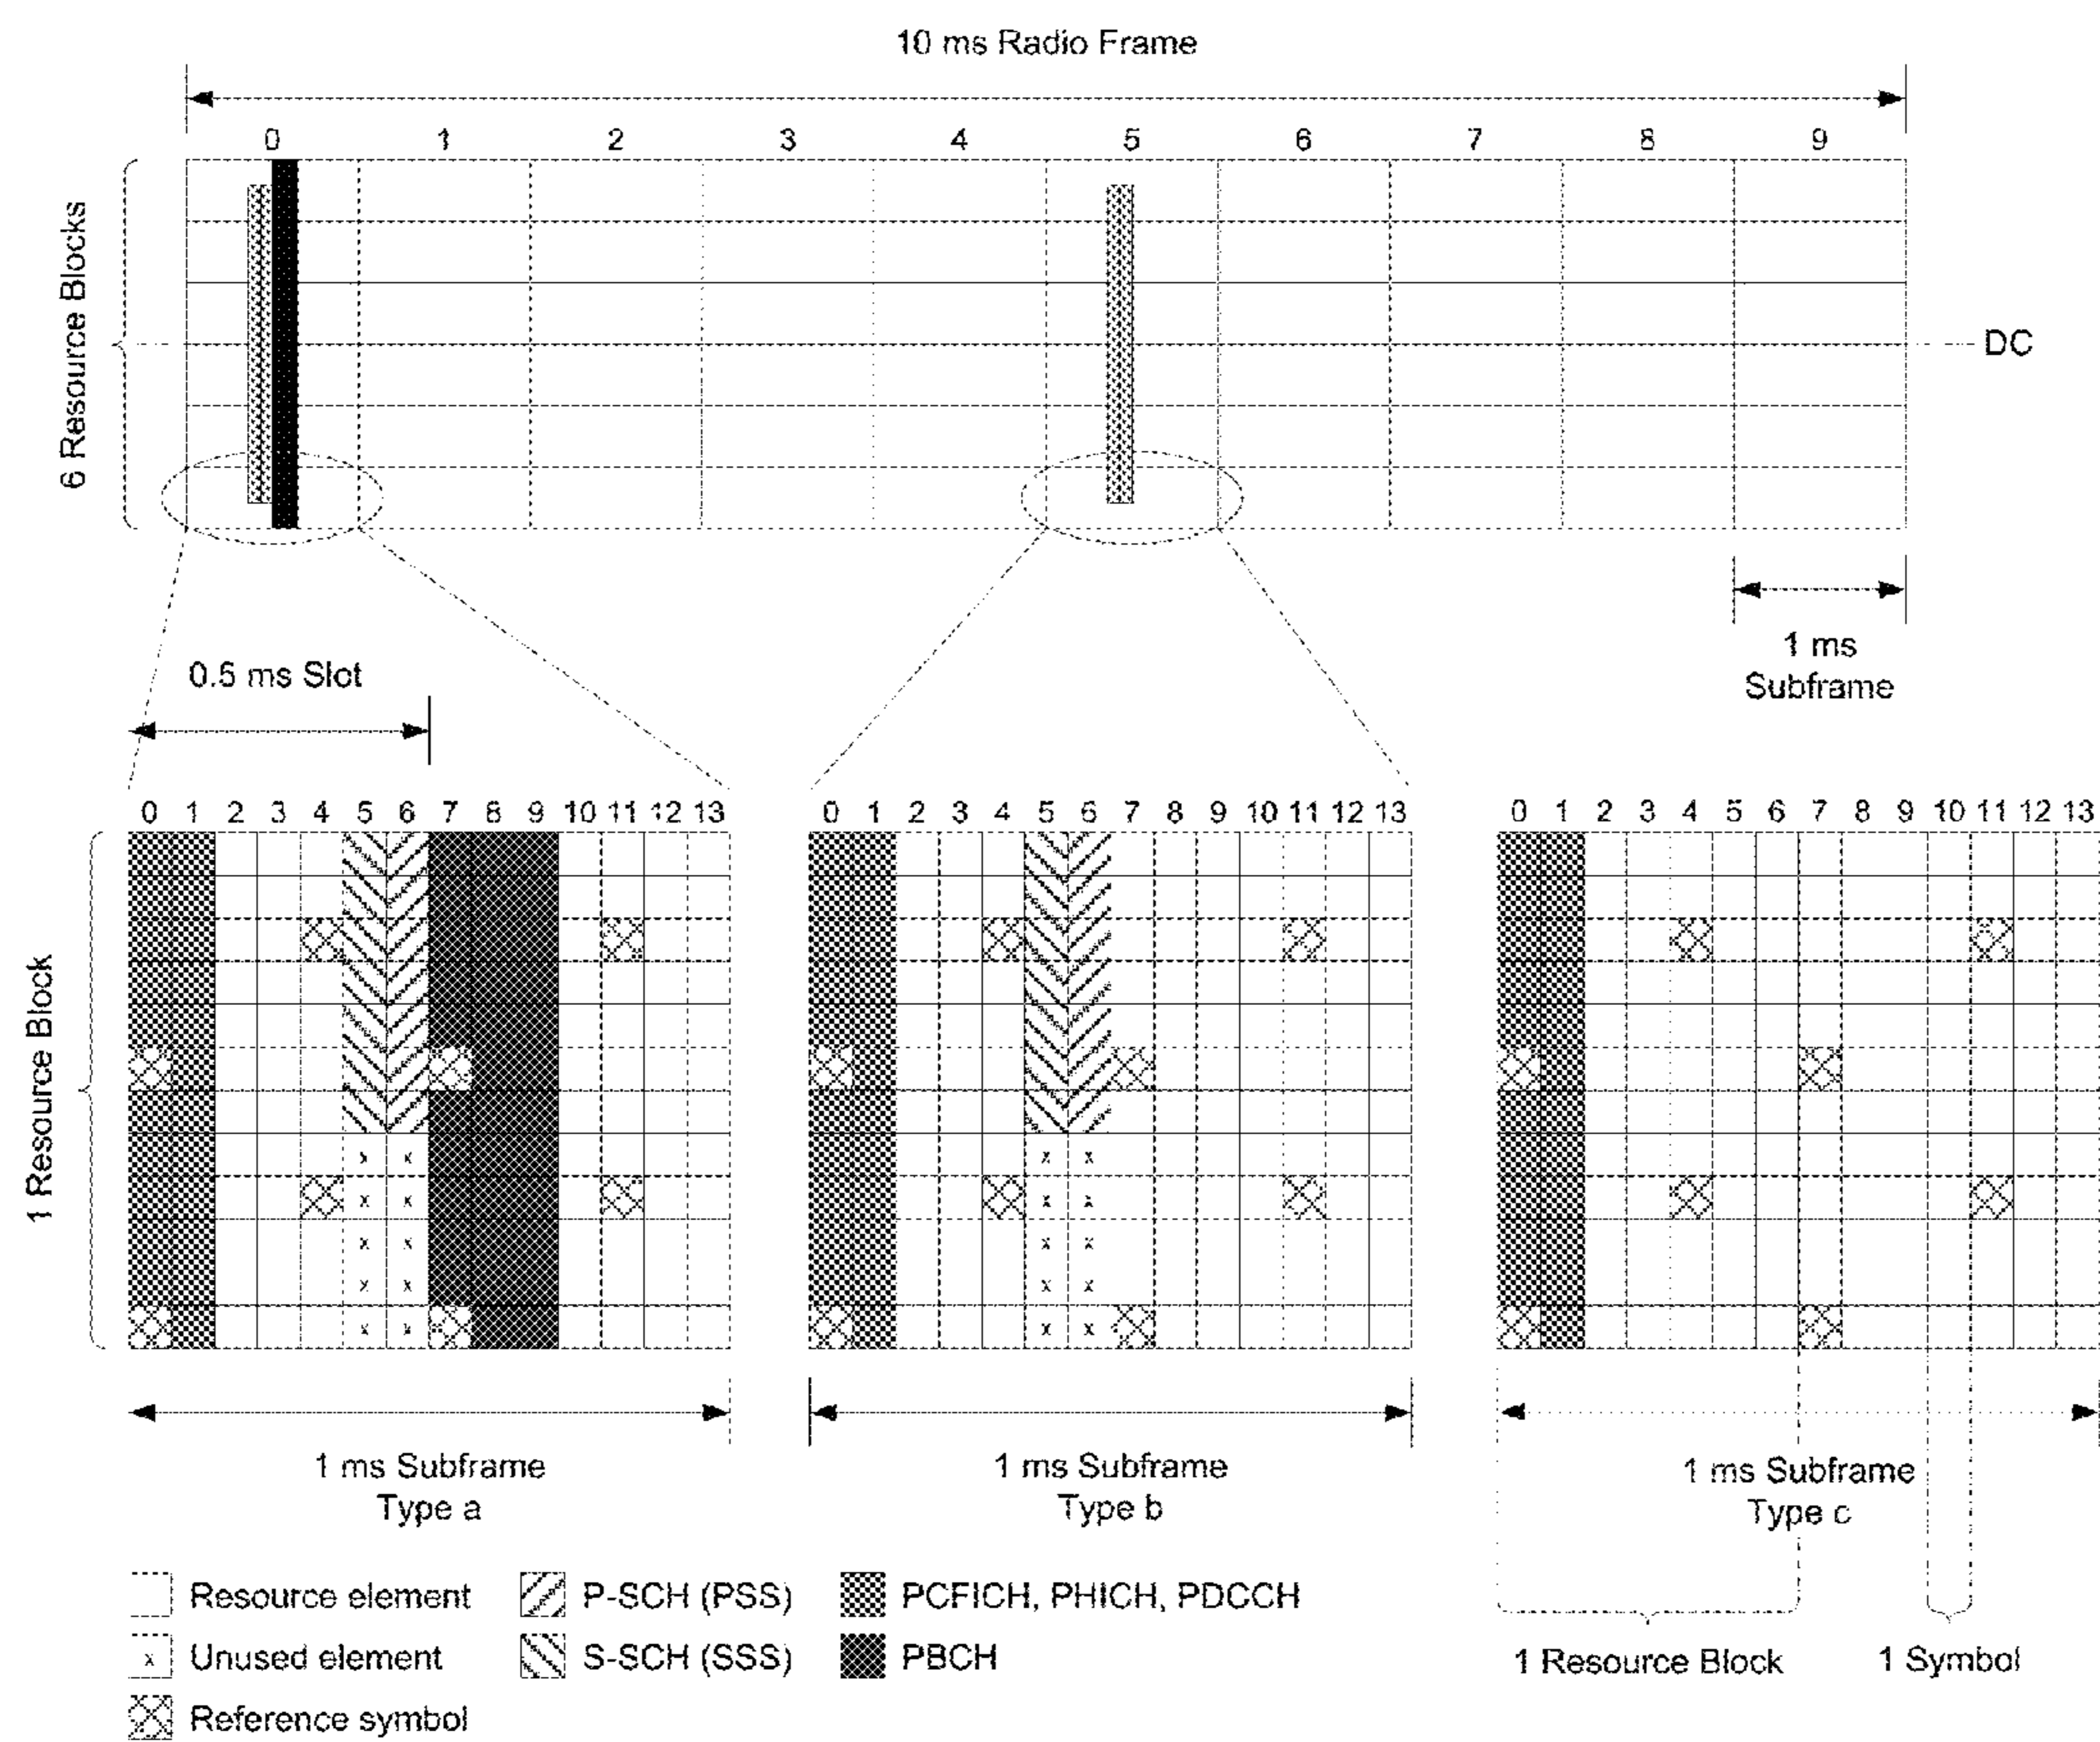 10 ms Radio Frame
0 1 2 3 4 5 6 7 8 9
6 Resource Blocks
DC
1 ms
Subframe
0.5 ms Slot
0 1 2 3 4 5 6 7 8 9 10 11 12 13
0 1 2 3 4 5 6 7 8 9 10 11 12 13
0 1 2 3 4 5 6 7 8 9 10 11 12 13
1 Resource Block
x x
x x
x x
x x
x x
x x
x x
x x
x x
x x
1 ms Subframe
Type a
1 ms Subframe
Type b
1 ms Subframe
Type c
Resource element
x Unused element
Reference symbol
P-SCH (PSS)
S-SCH (SSS)
PCFICH, PHICH, PDCCH
PBCH
1 Resource Block
1 Symbol